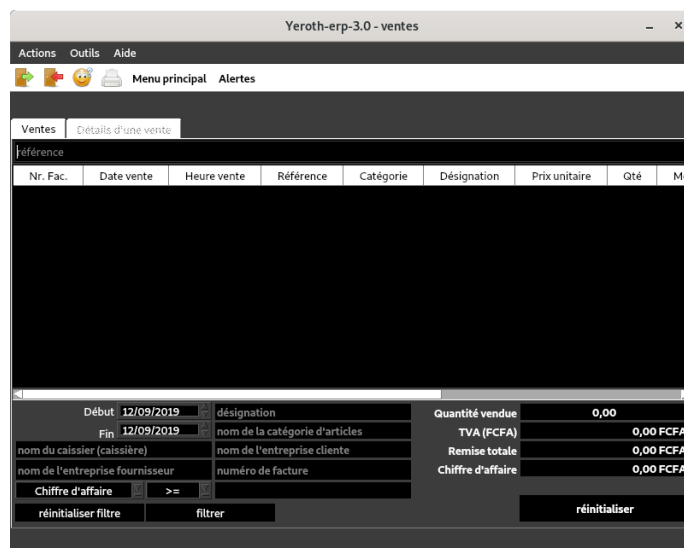 Yeroth-erp-3.0 - ventes
Actions Outils Aide
Menu principal Alertes
Ventes Détails d'une vente
référence
Nr. Fac. Date vente Heure vente Référence Catégorie Désignation Prix unitaire Qté
Début 12/09/2019 désignation Quantité vendue 0,00
Fin 12/09/2019 nom de la catégorie d'articles TVA (FCFA) 0,00 FCFA
nom du caissier (caissière) nom de l'entreprise cliente Remise totale 0,00 FCFA
nom de l'entreprise fournisseur numéro de facture Chiffre d'affaire 0,00 FCFA
Chiffre d'affaire >=
réinitialiser filtre filtrer réinitialiser